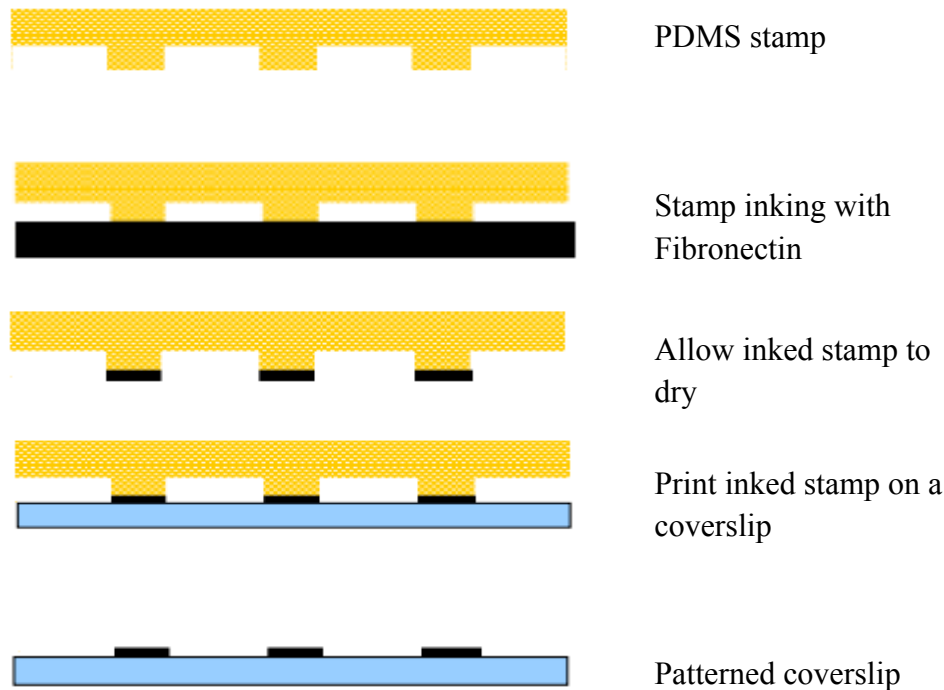 PDMS stamp
Stamp inking with
Fibronectin
Allow inked stamp to
dry
Print inked stamp on a
coverslip
Patterned coverslip